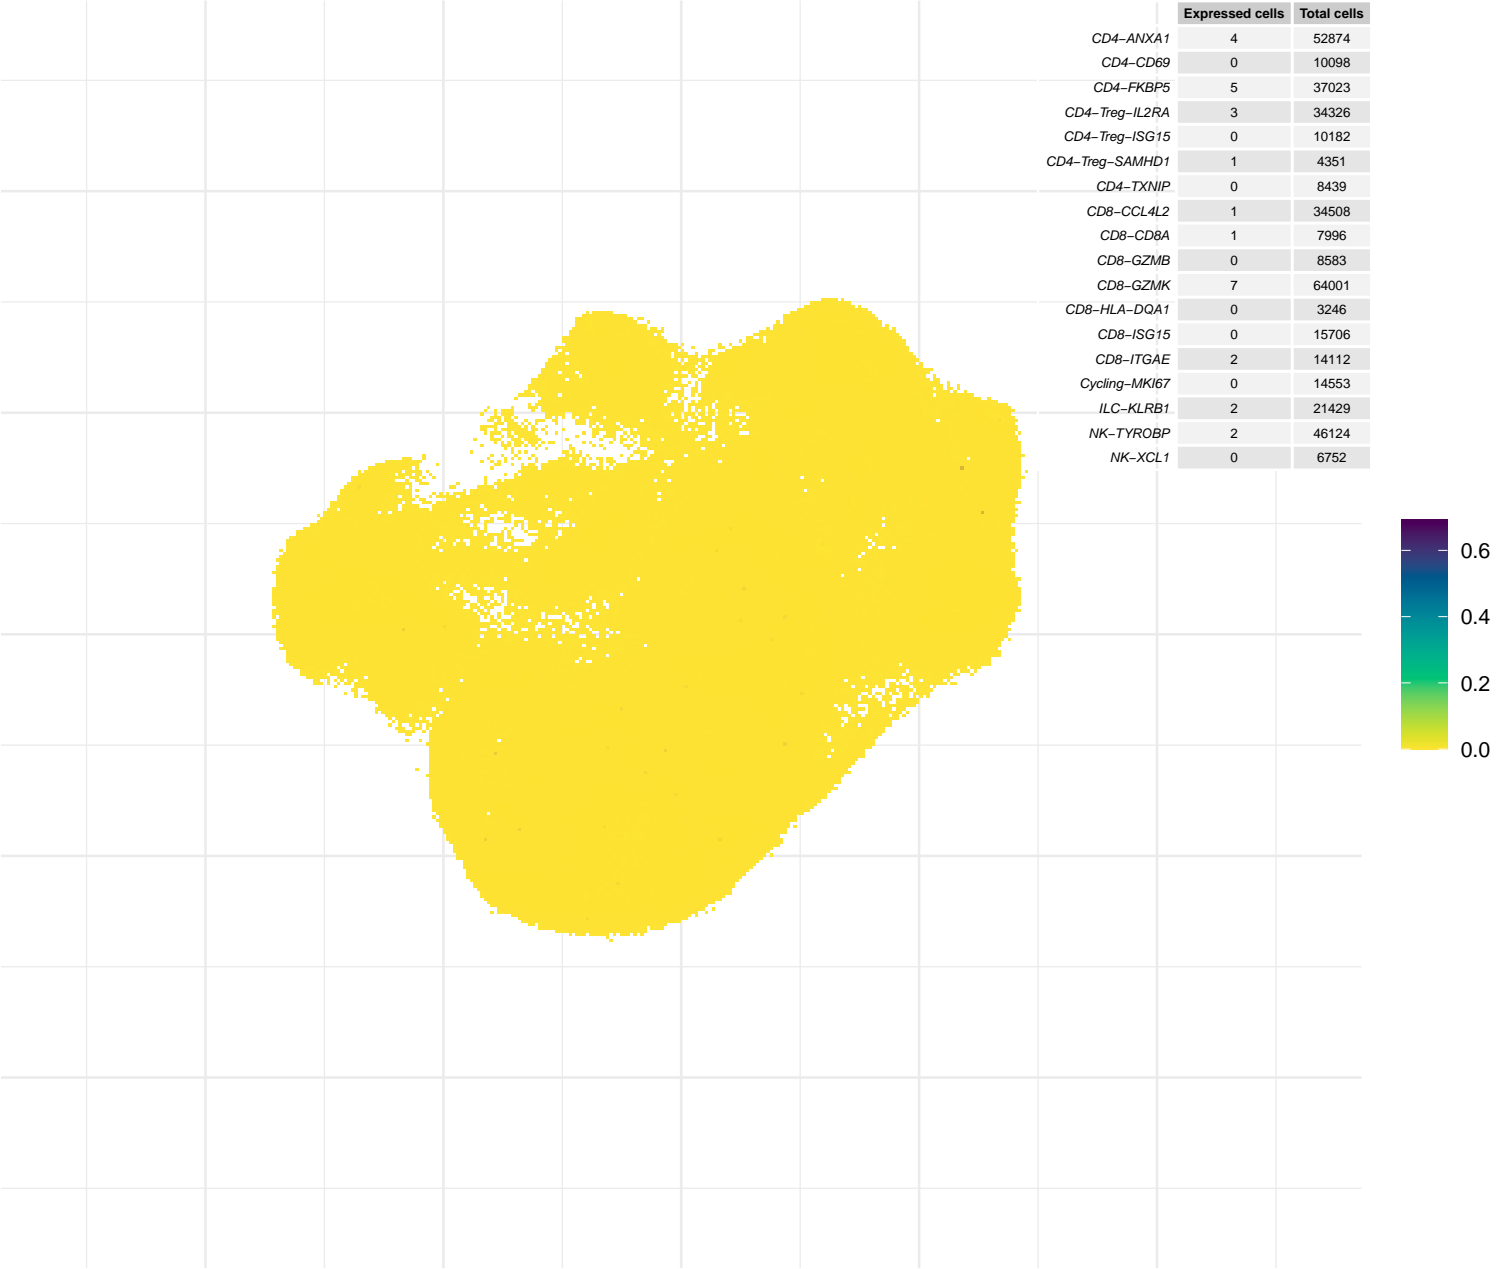 Expressed cells Total cells
CD4−ANXA1 4 52874
CD4−CD69 0 10098
CD4−FKBP5 5 37023
CD4−Treg−IL2RA 3 34326
CD4−Treg−ISG15 0 10182
CD4−Treg−SAMHD1 1 4351
CD4−TXNIP 0 8439
CD8−CCL4L2 1 34508
CD8−CD8A 1 7996
CD8−GZMB 0 8583
CD8−GZMK 7 64001
CD8−HLA−DQA1 0 3246
CD8−ISG15 0 15706
CD8−ITGAE 2 14112
Cycling−MKI67 0 14553
ILC−KLRB1 2 21429
NK−TYROBP 2 46124
NK−XCL1 0 6752
0.6
0.4
0.2
0.0